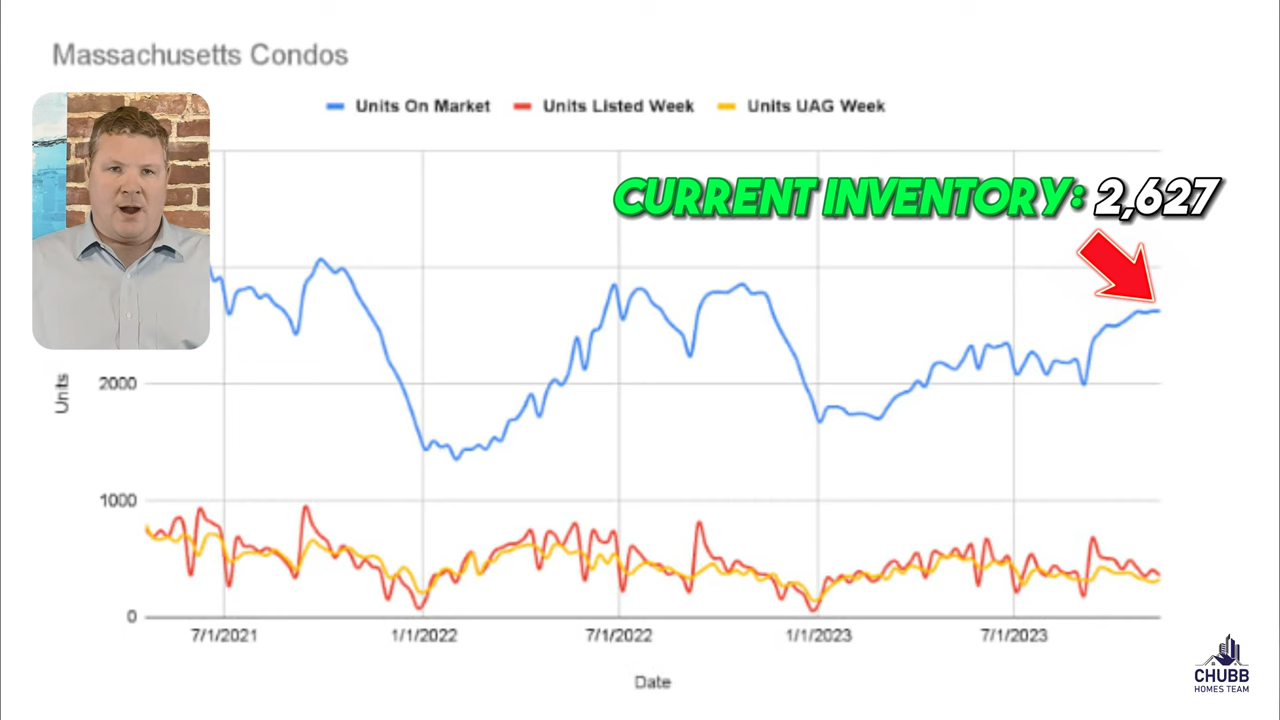 Massachusetts Condos
Units On Market
Units Listed Week
Units UAG Week
CURRENT INVENTORY: 2,627
Units
2000
1000
0
7/1/2021
1/1/2022
7/1/2022
1/1/2023
7/1/2023
Date
CHUBB
HOMES TEAM